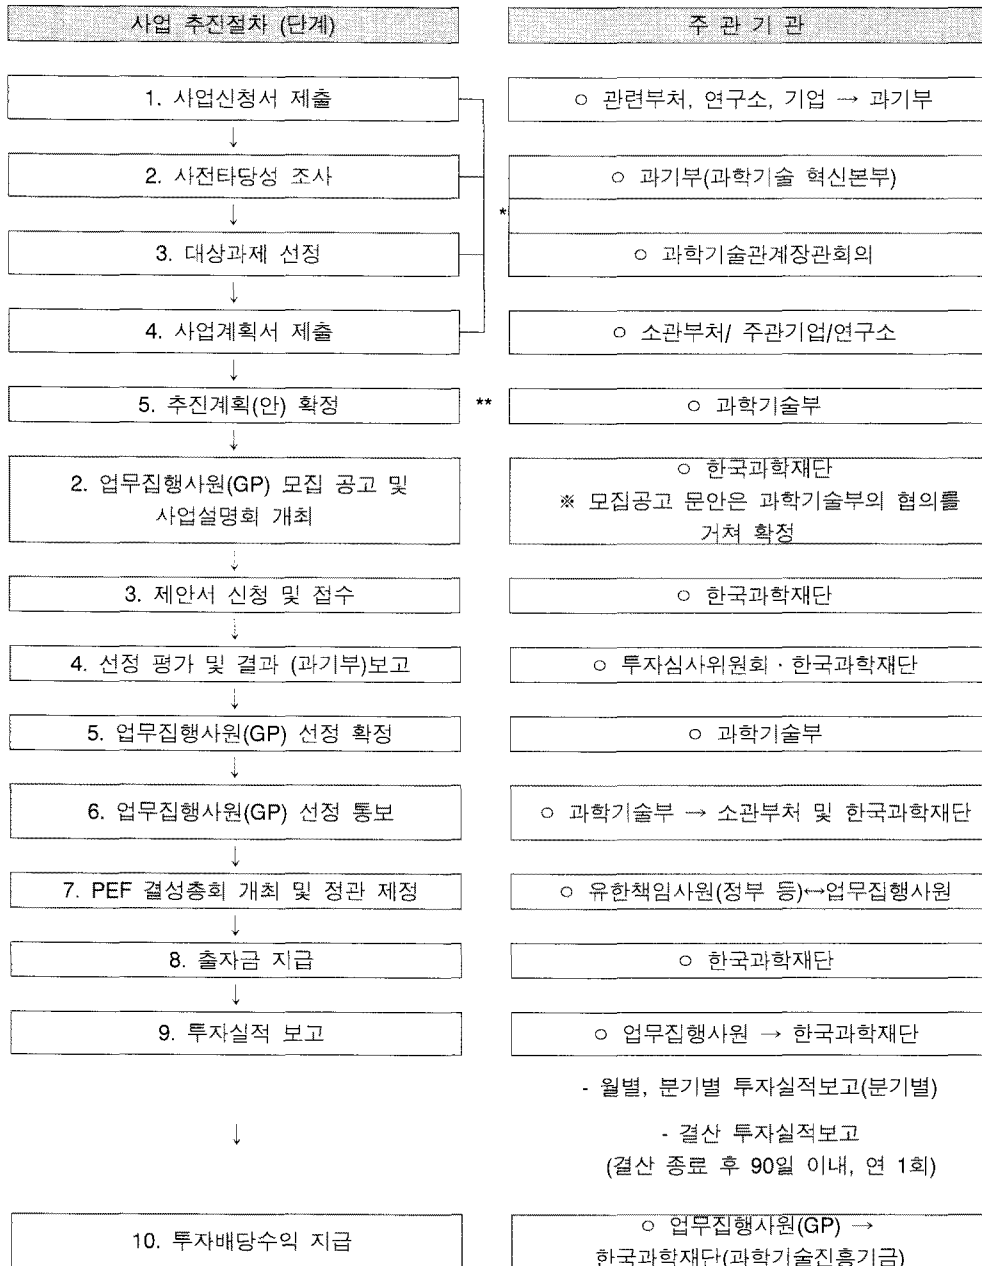 사업 추진절차 (단계)
주 관 기 관
1. 사업신청서 제출
○ 관련부처, 연구소, 기업 → 과기부
↓
2. 사전타당성 조사
○ 과기부(과학기술 혁신본부)
↓
*
3. 대상과제 선정
○ 과학기술관계장관회의
↓
4. 사업계획서 제출
○ 소관부처/ 주관기업/연구소
↓
5. 추진계획(안) 확정
**
○ 과학기술부
↓
2. 업무집행사원(GP) 모집 공고 및
사업설명회 개최
○ 한국과학재단
※ 모집공고 문안은 과학기술부의 협의를
거쳐 확정
↓
3. 제안서 신청 및 접수
○ 한국과학재단
↓
4. 선정 평가 및 결과 (과기부)보고
○ 투자심사위원회 · 한국과학재단
↓
5. 업무집행사원(GP) 선정 확정
○ 과학기술부
↓
6. 업무집행사원(GP) 선정 통보
○ 과학기술부 → 소관부처 및 한국과학재단
↓
7. PEF 결성총회 개최 및 정관 제정
○ 유한책임사원(정부 등)↔업무집행사원
↓
8. 출자금 지급
○ 한국과학재단
↓
9. 투자실적 보고
○ 업무집행사원 → 한국과학재단
- 월별, 분기별 투자실적보고(분기별)
↓
- 결산 투자실적보고
(결산 종료 후 90일 이내, 연 1회)
10. 투자배당수익 지급
○ 업무집행사원(GP) →
한국과학재단(과학기술진흥기금)